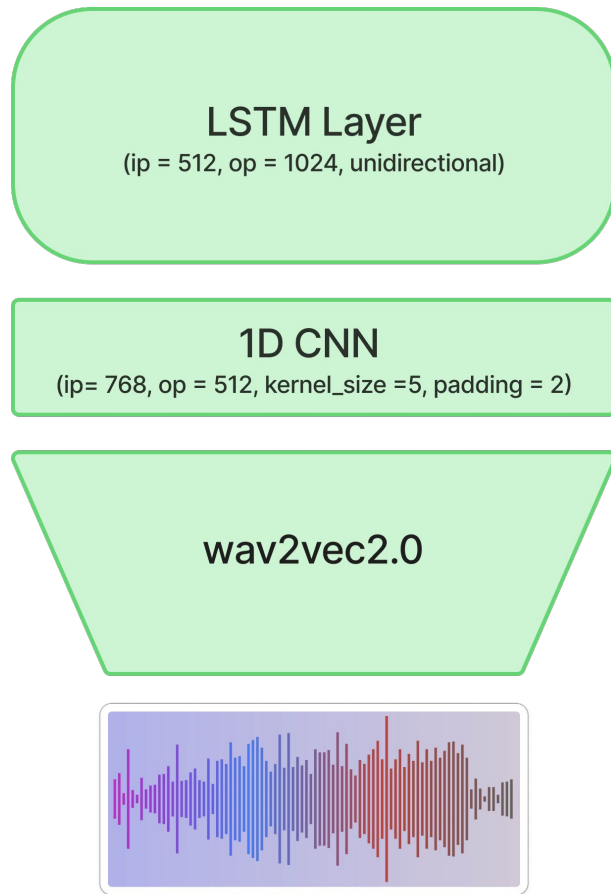 LSTM Layer
(ip = 512, op = 1024, unidirectional)
1D CNN
(ip= 768, op = 512, kernel_size =5, padding = 2)
wav2vec2.0